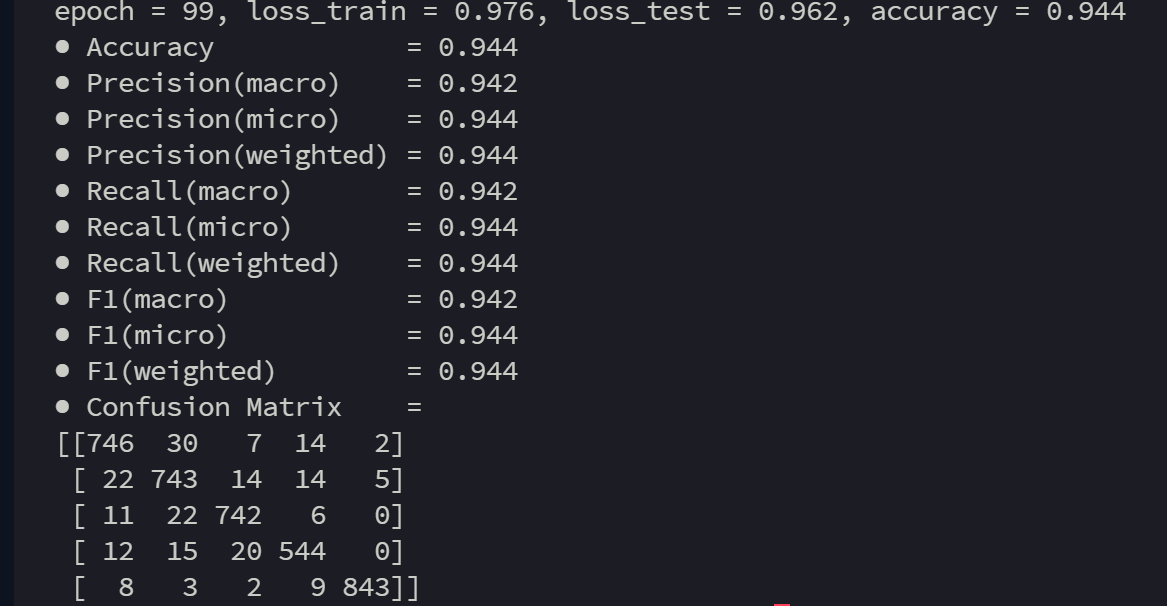 epoch = 99, loss_train = 0.976, loss_test = 0.962, accuracy = 0.944
● Accuracy            = 0.944
● Precision(macro)    = 0.942
● Precision(micro)    = 0.944
● Precision(weighted) = 0.944
● Recall(macro)       = 0.942
● Recall(micro)       = 0.944
● Recall(weighted)    = 0.944
● F1(macro)           = 0.942
● F1(micro)           = 0.944
● F1(weighted)        = 0.944
● Confusion Matrix    =
[[746  30   7  14   2]
 [ 22 743  14  14   5]
 [ 11  22 742   6   0]
 [ 12  15  20 544   0]
 [  8   3   2   9 843]]